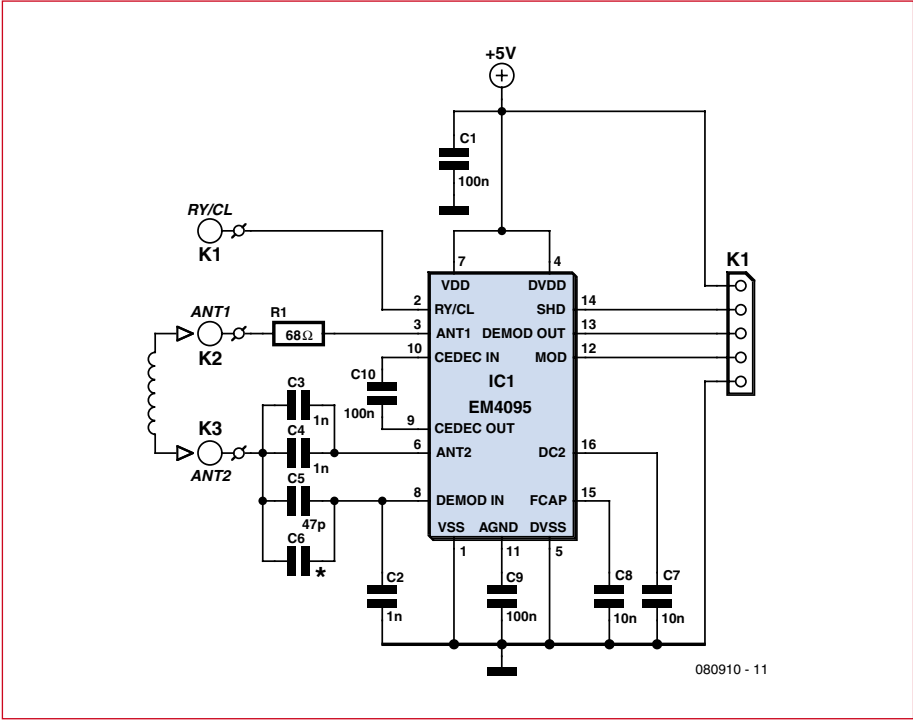 +5V
C1
100n
RY/CL
K1
K1
7
4
VDD
DVDD
2
RY/CL
SHD
14
ANT1
K2
R1
68Ω
3
ANT1
DEMOD OUT
13
10
CEDEC IN
MOD
12
C10
100n
IC1
EM4095
9
CEDEC OUT
C3
1n
K3
ANT2
C4
1n
6
ANT2
DC2
16
C5
47p
8
DEMOD IN
FCAP
15
C6
*
VSS
AGND
DVSS
1
11
5
C2
1n
C9
100n
C8
10n
C7
10n
080910 - 11